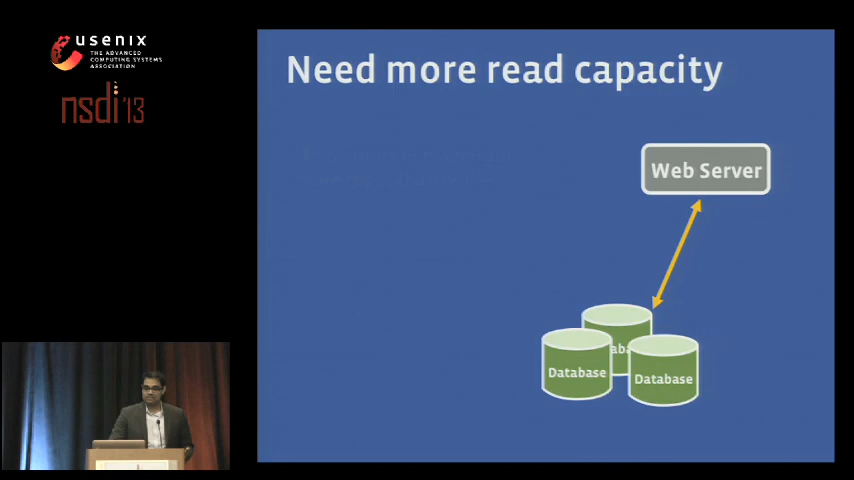 usenix
THE ADVANCED
COMPUTING SYSTEMS
ASSOCIATION
nsdi '13
Need more read capacity
Web Server
Database
Database